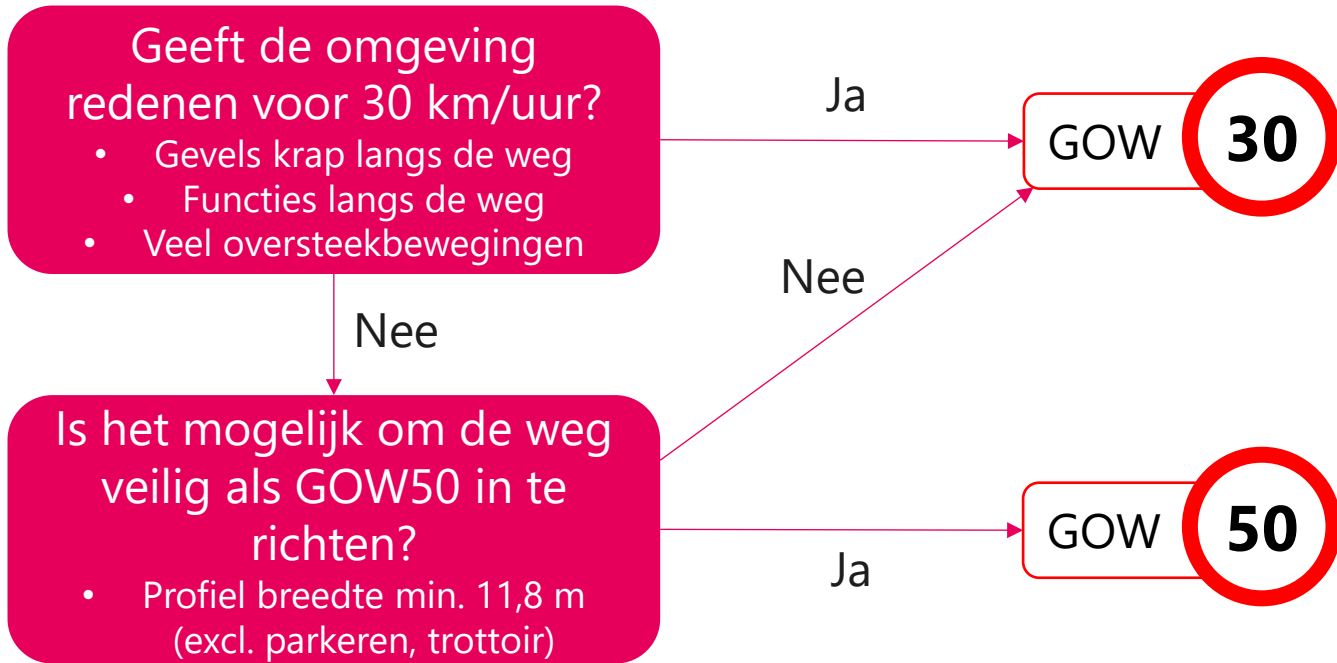 Geeft de omgeving
redenen voor 30 km/uur?
• Gevels krap langs de weg
• Functies langs de weg
• Veel oversteekbewegingen
Ja
GOW 30
Nee
Nee
Is het mogelijk om de weg
veilig als GOW50 in te
richten?
• Profiel breedte min. 11,8 m
(excl. parkeren, trottoir)
Ja
GOW 50